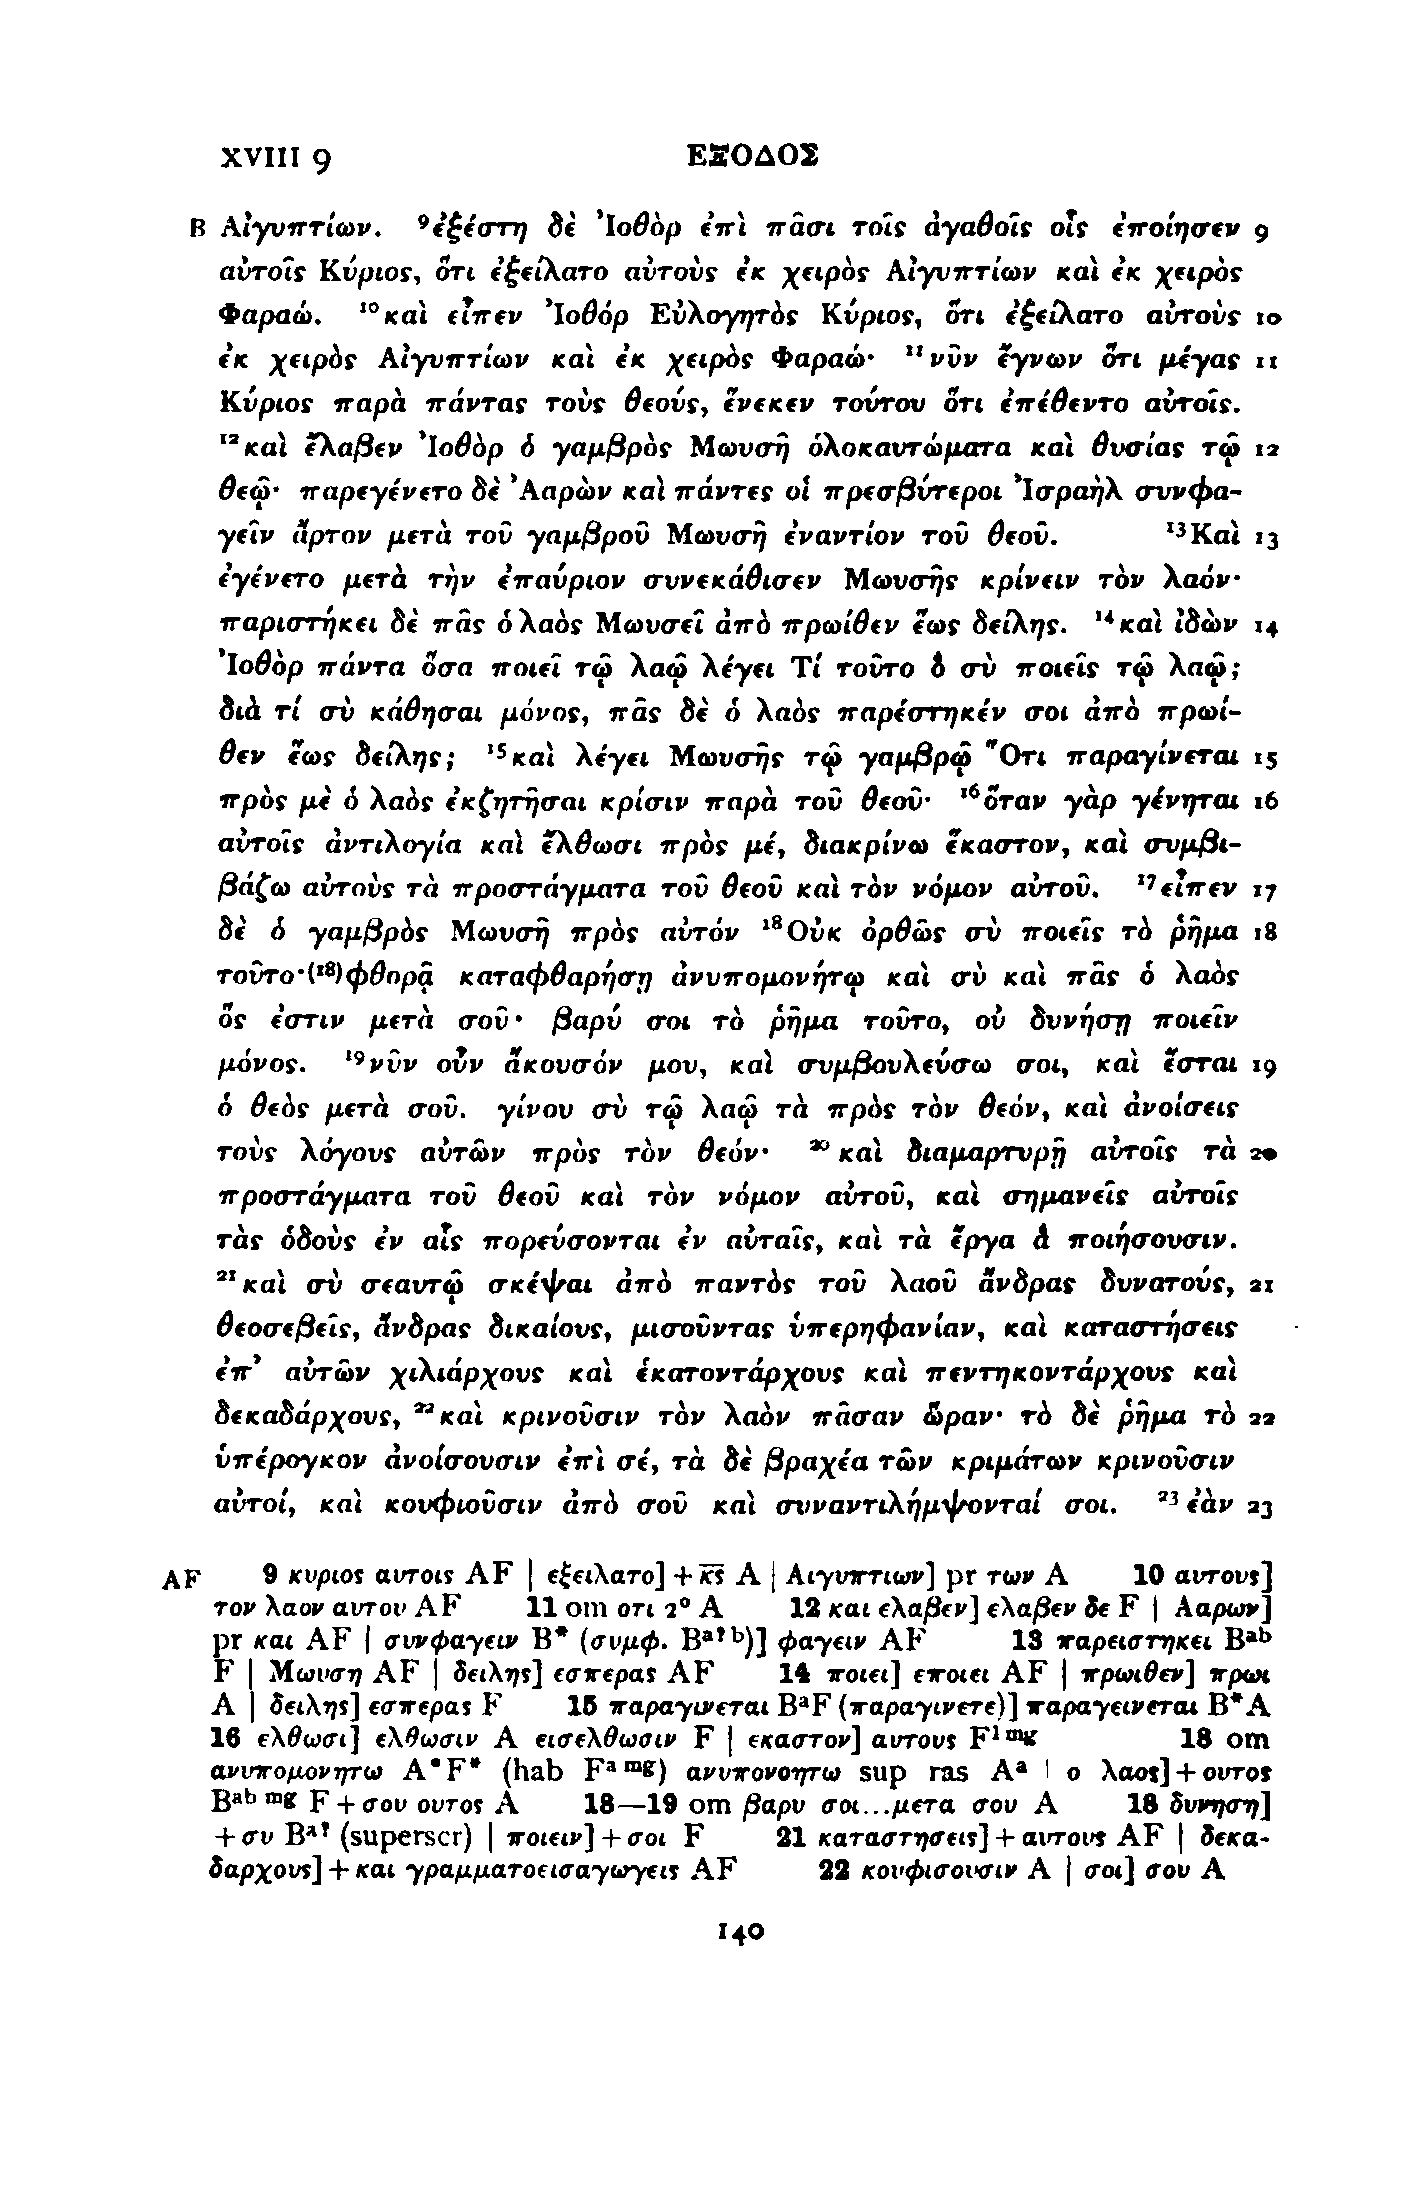 XVIII 9 ΕΞΟΔΟΣ
B Αἰγυπτίων. ⁹ἐξέστη δὲ Ἰοθὸρ ἐπὶ πᾶσι τοῖς ἀγαθοῖς οἷς ἐποίησεν 9
αὐτοῖς Κύριος, ὅτι ἐξείλατο αὐτοὺς ἐκ χειρὸς Αἰγυπτίων καὶ ἐκ χειρὸς
Φαραώ. ¹⁰καὶ εἶπεν Ἰοθόρ Εὐλογητὸς Κύριος, ὅτι ἐξείλατο αὐτοὺς 10
ἐκ χειρὸς Αἰγυπτίων καὶ ἐκ χειρὸς Φαραώ· ¹¹νῦν ἔγνων ὅτι μέγας 11
Κύριος παρὰ πάντας τοὺς θεούς, ἕνεκεν τούτου ὅτι ἐπέθεντο αὐτοῖς.
¹²καὶ ἔλαβεν Ἰοθὸρ ὁ γαμβρὸς Μωυσῆ ὁλοκαυτώματα καὶ θυσίας τῷ 12
θεῷ· παρεγένετο δὲ Ἀαρὼν καὶ πάντες οἱ πρεσβύτεροι Ἰσραὴλ συνφα-
γεῖν ἄρτον μετὰ τοῦ γαμβροῦ Μωυσῆ ἐναντίον τοῦ θεοῦ. ¹³Καὶ 13
ἐγένετο μετὰ τὴν ἐπαύριον συνεκάθισεν Μωυσῆς κρίνειν τὸν λαόν·
παριστήκει δὲ πᾶς ὁ λαὸς Μωυσεῖ ἀπὸ πρωίθεν ἕως δείλης. ¹⁴καὶ ἰδὼν 14
Ἰοθὸρ πάντα ὅσα ποιεῖ τῷ λαῷ λέγει Τί τοῦτο ὃ σὺ ποιεῖς τῷ λαῷ;
διὰ τί σὺ κάθησαι μόνος, πᾶς δὲ ὁ λαὸς παρέστηκέν σοι ἀπὸ πρωί-
θεν ἕως δείλης; ¹⁵καὶ λέγει Μωυσῆς τῷ γαμβρῷ Ὅτι παραγίνεται 15
πρὸς μὲ ὁ λαὸς ἐκζητῆσαι κρίσιν παρὰ τοῦ θεοῦ· ¹⁶ὅταν γὰρ γένηται 16
αὐτοῖς ἀντιλογία καὶ ἔλθωσι πρὸς μέ, διακρίνω ἕκαστον, καὶ συμβι-
βάζω αὐτοὺς τὰ προστάγματα τοῦ θεοῦ καὶ τὸν νόμον αὐτοῦ. ¹⁷εἶπεν 17
δὲ ὁ γαμβρὸς Μωυσῆ πρὸς αὐτόν ¹⁸Οὐκ ὀρθῶς σὺ ποιεῖς τὸ ῥῆμα 18
τοῦτο·⁽¹⁸⁾φθορᾷ καταφθαρήσῃ ἀνυπομονήτῳ καὶ σὺ καὶ πᾶς ὁ λαὸς
ὅς ἐστιν μετὰ σοῦ· βαρύ σοι τὸ ῥῆμα τοῦτο, οὐ δυνήσῃ ποιεῖν
μόνος. ¹⁹νῦν οὖν ἄκουσόν μου, καὶ συμβουλεύσω σοι, καὶ ἔσται 19
ὁ θεὸς μετὰ σοῦ. γίνου σὺ τῷ λαῷ τὰ πρὸς τὸν θεόν, καὶ ἀνοίσεις
τοὺς λόγους αὐτῶν πρὸς τὸν θεόν· ²⁰καὶ διαμαρτυρῇ αὐτοῖς τὰ 20
προστάγματα τοῦ θεοῦ καὶ τὸν νόμον αὐτοῦ, καὶ σημανεῖς αὐτοῖς
τὰς ὁδοὺς ἐν αἷς πορεύσονται ἐν αὐταῖς, καὶ τὰ ἔργα ἃ ποιήσουσιν.
²¹καὶ σὺ σεαυτῷ σκέψαι ἀπὸ παντὸς τοῦ λαοῦ ἄνδρας δυνατούς, 21
θεοσεβεῖς, ἄνδρας δικαίους, μισοῦντας ὑπερηφανίαν, καὶ καταστήσεις
ἐπ᾽ αὐτῶν χιλιάρχους καὶ ἑκατοντάρχους καὶ πεντηκοντάρχους καὶ
δεκαδάρχους, ²²καὶ κρινοῦσιν τὸν λαὸν πᾶσαν ὥραν· τὸ δὲ ῥῆμα τὸ 22
ὑπέρογκον ἀνοίσουσιν ἐπὶ σέ, τὰ δὲ βραχέα τῶν κριμάτων κρινοῦσιν
αὐτοί, καὶ κουφιοῦσιν ἀπὸ σοῦ καὶ συναντιλήμψονταί σοι. ²³ἐὰν 23
AF 9 κυριος αυτοις AF | εξειλατο] + κ̅ς̅ A | Αιγυπτιων] pr των A 10 αυτους]
τον λαον αυτου AF 11 om οτι 2° A 12 και ελαβεν] ελαβεν δε F | Ααρων]
pr και AF | συνφαγειν B* (συμφ. Bᵃ?ᵇ)] φαγειν AF 13 παρειστηκει Bᵃᵇ
F | Μωυση AF | δειλης] εσπερας AF 14 ποιει] εποιει AF | πρωιθεν] πρωι
A | δειλης] εσπερας F 15 παραγινεται BᵃF (παραγινετε)] παραγεινεται B*A
16 ελθωσι] ελθωσιν A εισελθωσιν F | εκαστον] αυτους F¹ᵐᵍ 18 om
ανυπομονητω A*F* (hab Fᵃᵐᵍ) ανυπονοητω sup ras Aᵃ | ο λαος] + ουτος
Bᵃᵇᵐᵍ F + σου ουτος A 18—19 om βαρυ σοι...μετα σου A 18 δυνηση]
+ συ Bᵃ? (superscr) | ποιειν] + σοι F 21 καταστησεις] + αυτους AF | δεκα-
δαρχους] + και γραμματοεισαγωγεις AF 22 κουφισουσιν A | σοι] σου A
140